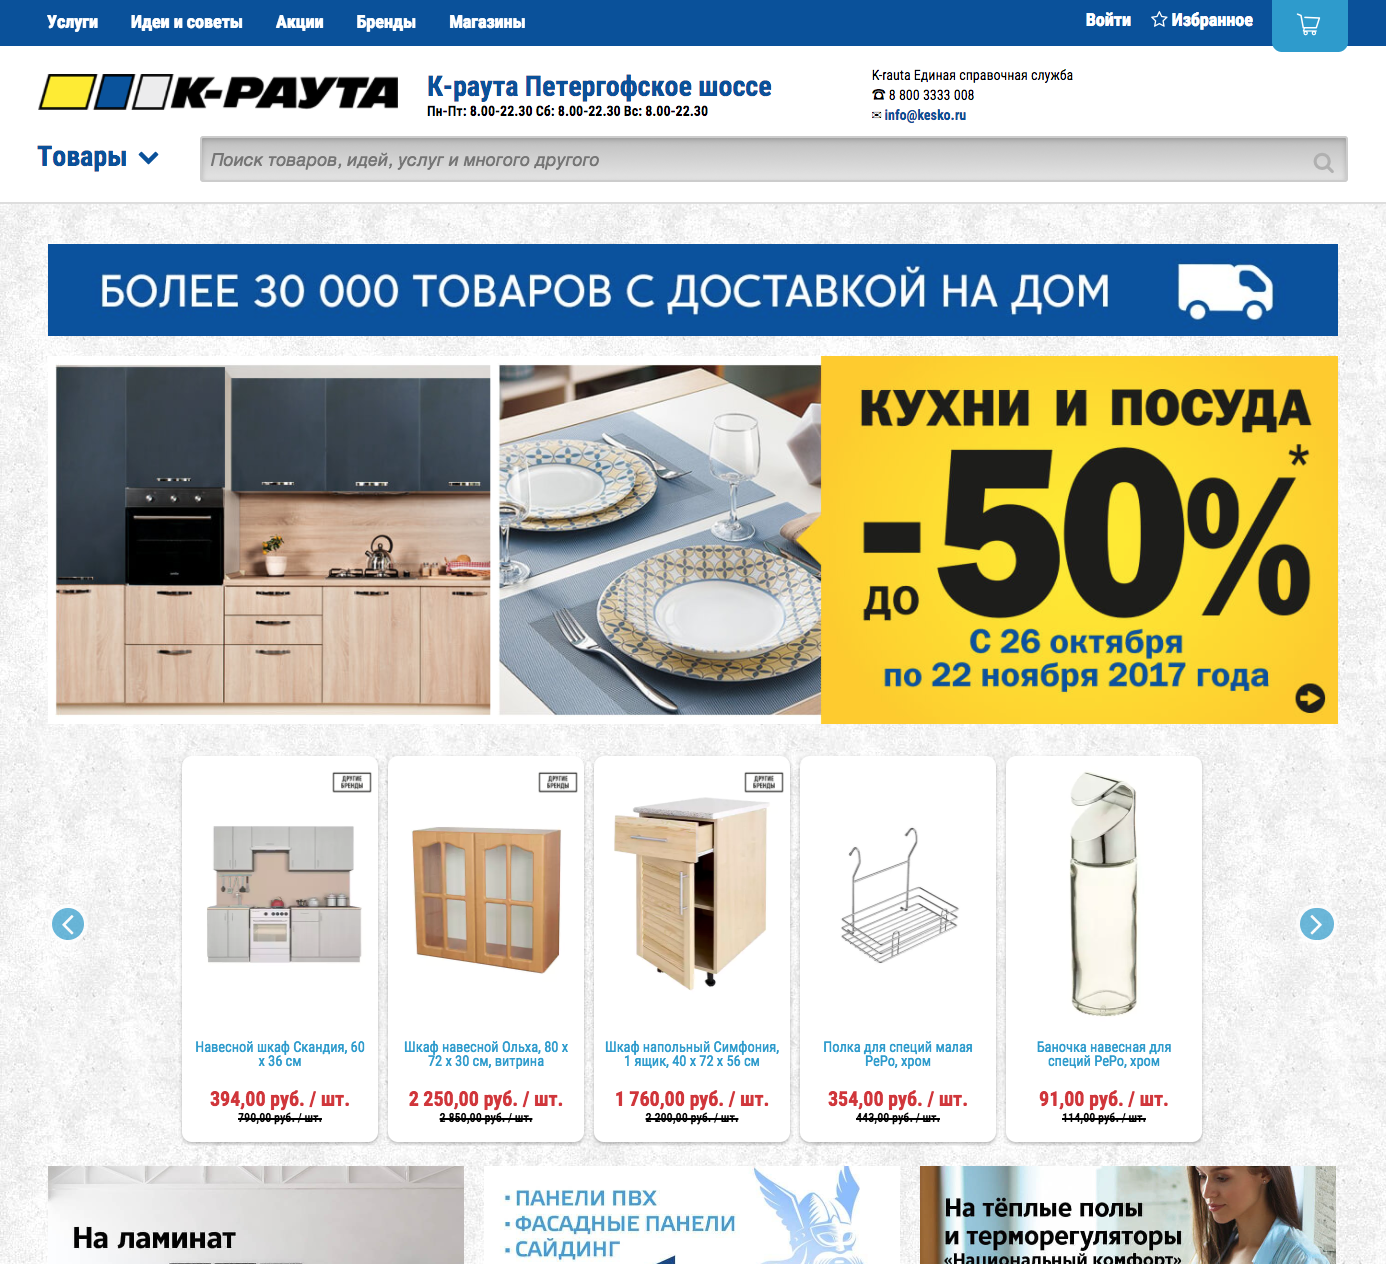 Услуги Идеи и советы Акции Бренды Магазины Войти Избранное
К-РАУТА
К-раута Петергофское шоссе
Пн-Пт: 8.00-22.30 Сб: 8.00-22.30 Вс: 8.00-22.30
K-rauta Единая справочная служба
☎ 8 800 3333 008
✉ info@kesko.ru
Товары
Поиск товаров, идей, услуг и многого другого
БОЛЕЕ 30 000 ТОВАРОВ С ДОСТАВКОЙ НА ДОМ
КУХНИ И ПОСУДА
до -50%*
С 26 октября
по 22 ноября 2017 года
ДРУГИЕ
БРЕНДЫ
Навесной шкаф Скандия, 60
х 36 см
394,00 руб. / шт.
790,00 руб. / шт.
ДРУГИЕ
БРЕНДЫ
Шкаф навесной Ольха, 80 х
72 х 30 см, витрина
2 250,00 руб. / шт.
2 850,00 руб. / шт.
ДРУГИЕ
БРЕНДЫ
Шкаф напольный Симфония,
1 ящик, 40 х 72 х 56 см
1 760,00 руб. / шт.
2 200,00 руб. / шт.
Полка для специй малая
РеРо, хром
354,00 руб. / шт.
443,00 руб. / шт.
Баночка навесная для
специй РеРо, хром
91,00 руб. / шт.
114,00 руб. / шт.
На ламинат
· ПАНЕЛИ ПВХ
· ФАСАДНЫЕ ПАНЕЛИ
· САЙДИНГ
На тёплые полы
и терморегуляторы
«Национальный комфорт»